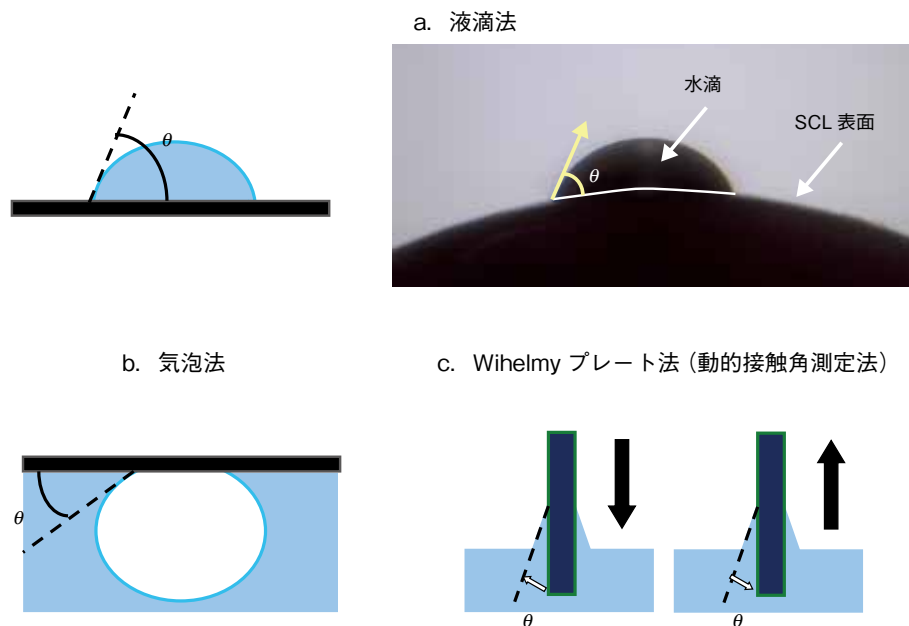 a. 液滴法
θ
水滴
SCL 表面
θ
b. 気泡法
c. Wihelmy プレート法（動的接触角測定法）
θ
θ
θ